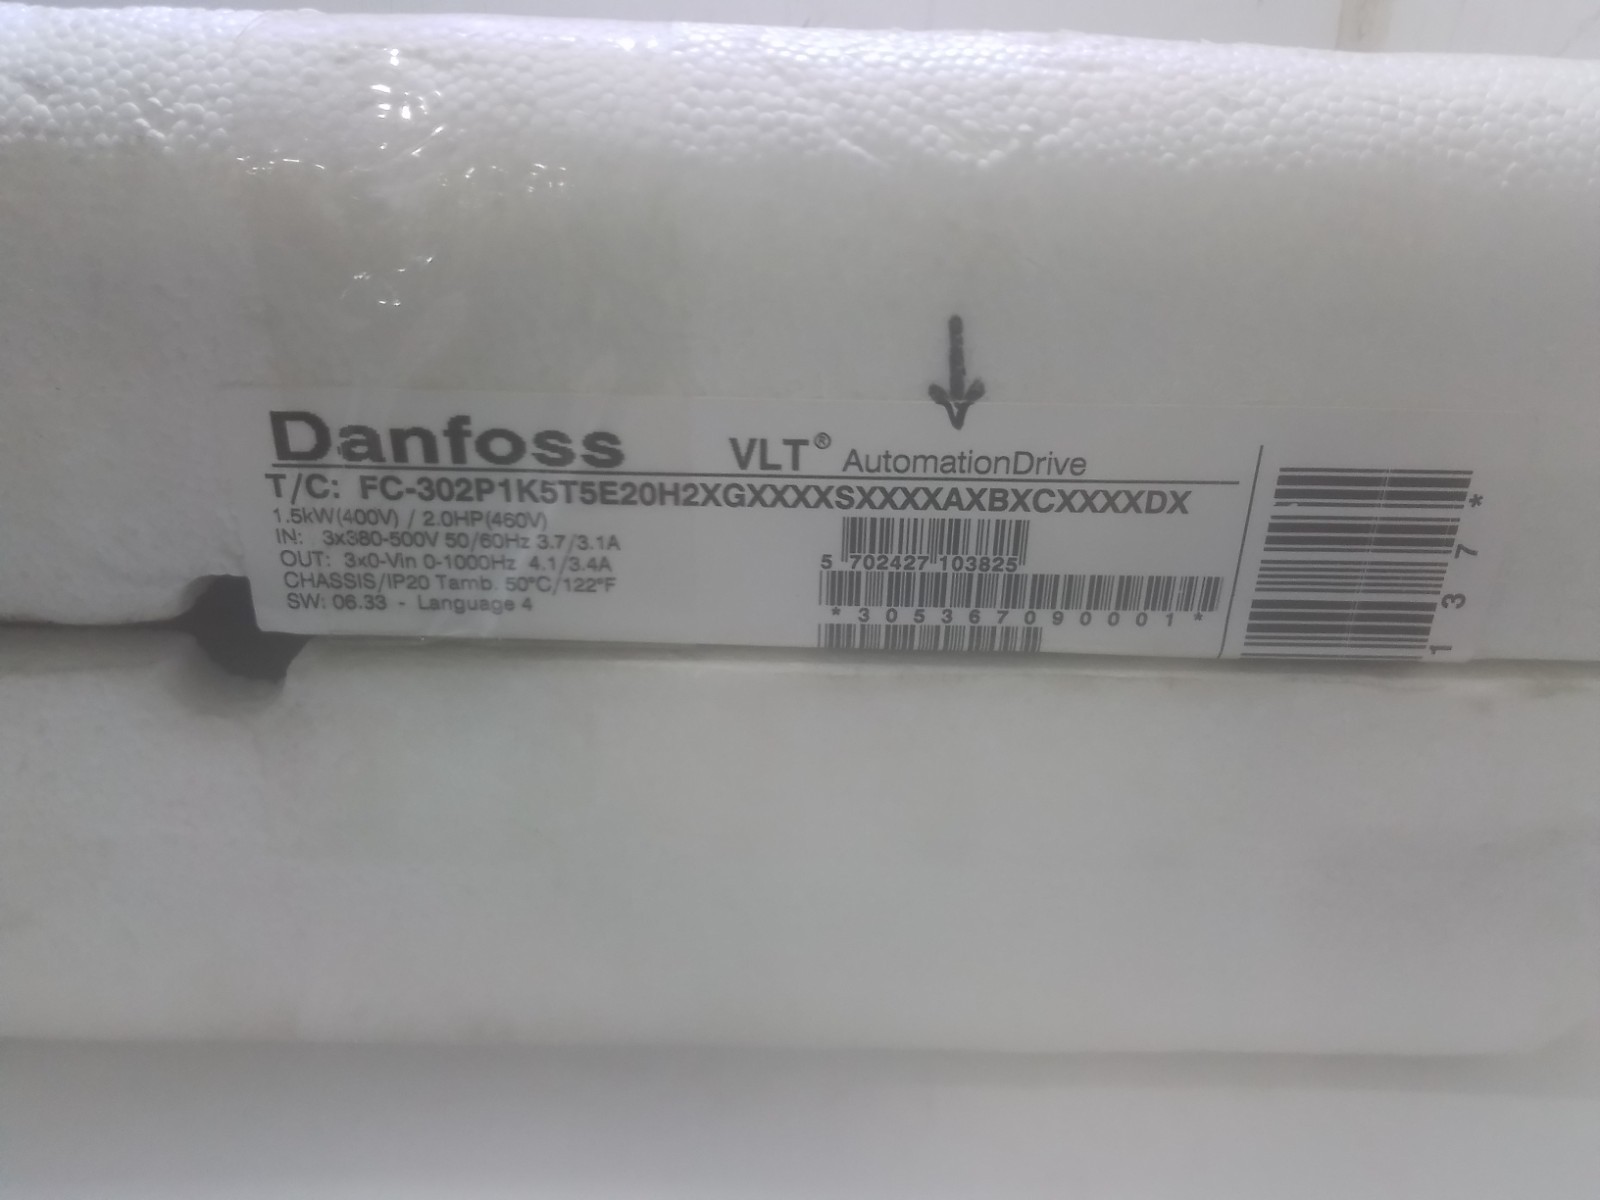 Danfoss VLT® AutomationDrive
T/C: FC-302P1K5T5E20H2XGXXXXSXXXXAXBXCXXXXDX
1.5kW(400V) / 2.0HP(460V)
IN: 3x380-500V 50/60Hz 3.7/3.1A
OUT: 3x0-Vin 0-1000Hz 4.1/3.4A
CHASSIS/IP20 Tamb. 50°C/122°F
SW: 06.33 - Language 4
5 702427 103825
*305367090001*
137*